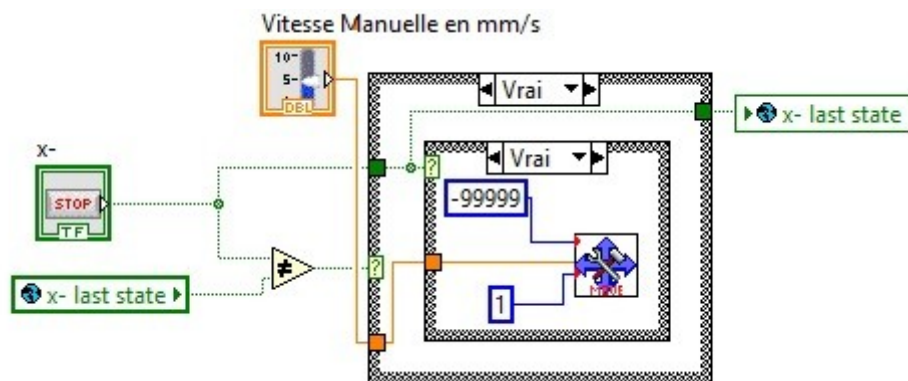 Vitesse Manuelle en mm/s
10-
5-
DBL
Vrai
x- last state
x-
STOP
TF
Vrai
?
-99999
≠
?
x- last state
MOVE
1